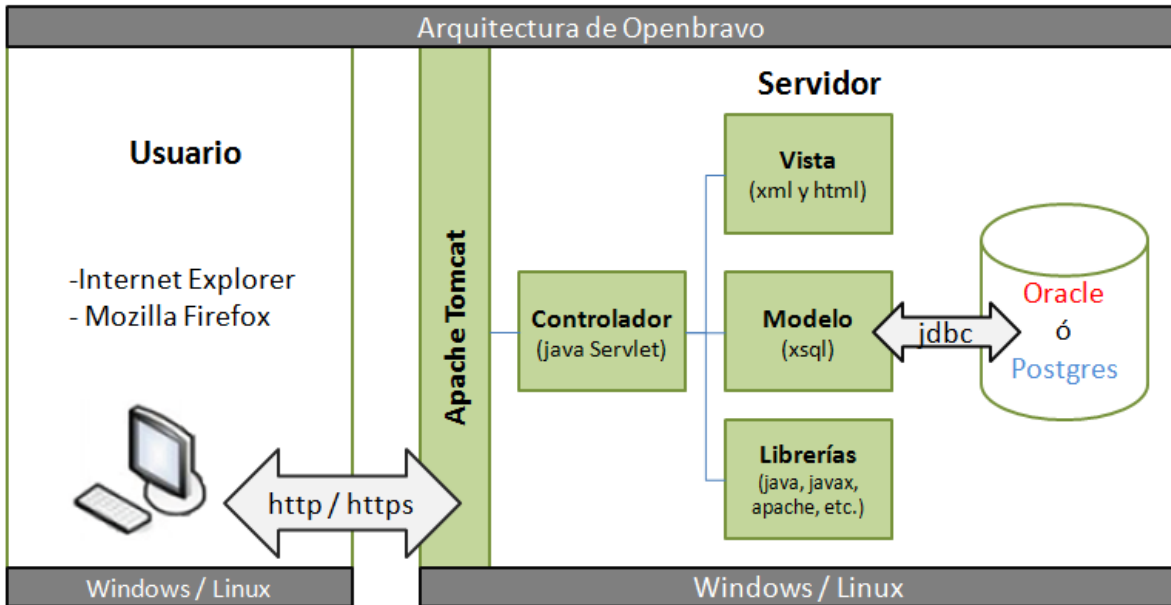 Arquitectura de Openbravo
Usuario
-Internet Explorer
- Mozilla Firefox
http / https
Windows / Linux
Apache Tomcat
Servidor
Controlador
(java Servlet)
Vista
(xml y html)
Modelo
(xsql)
Librerías
(java, javax,
apache, etc.)
jdbc
Oracle
ó
Postgres
Windows / Linux